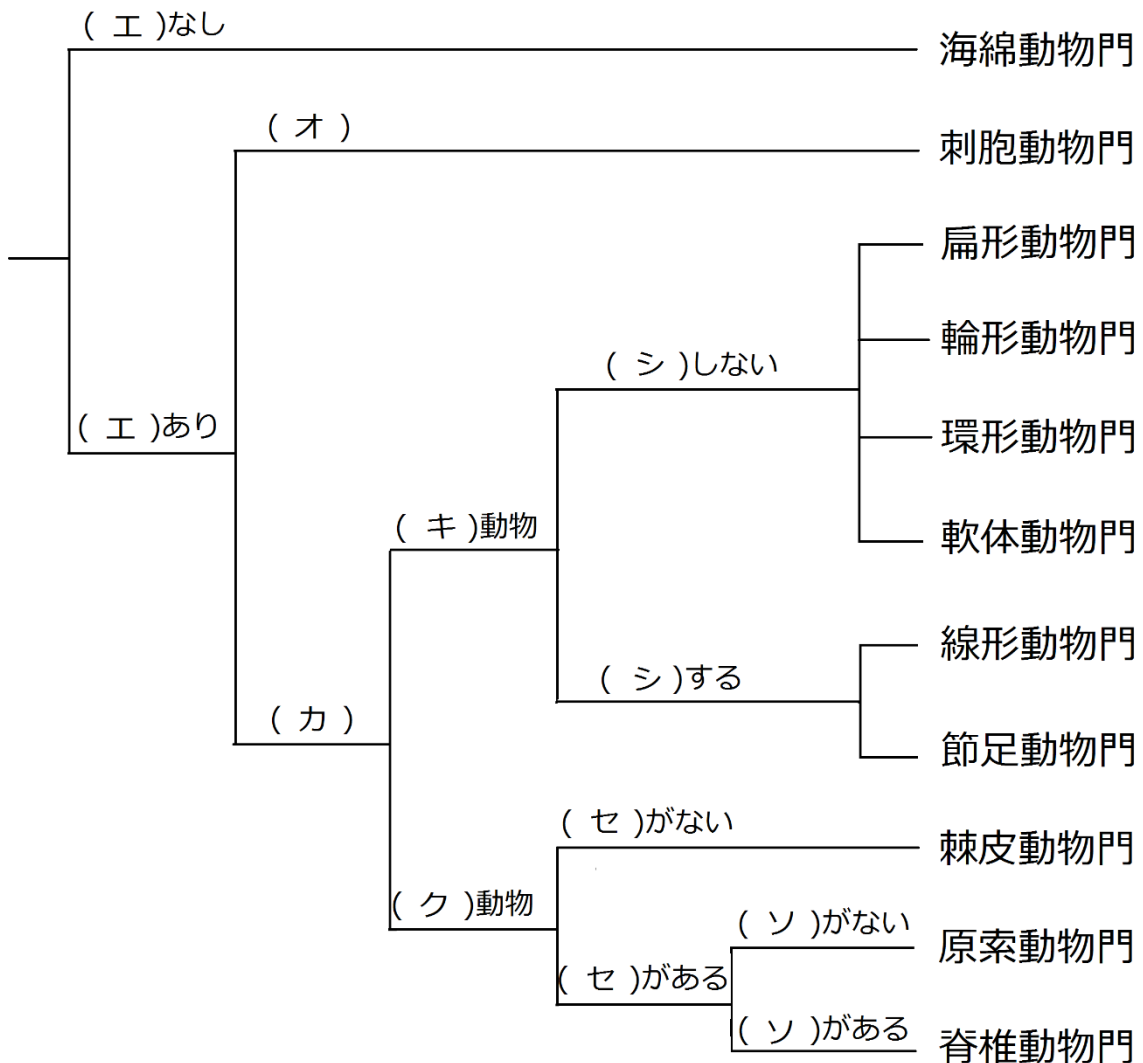 ( エ )なし
海綿動物門
( オ )
刺胞動物門
扁形動物門
輪形動物門
( シ )しない
( エ )あり
環形動物門
( キ )動物
軟体動物門
線形動物門
( シ )する
( カ )
節足動物門
( セ )がない
棘皮動物門
( ク )動物
( ソ )がない
原索動物門
( セ )がある
( ソ )がある
脊椎動物門